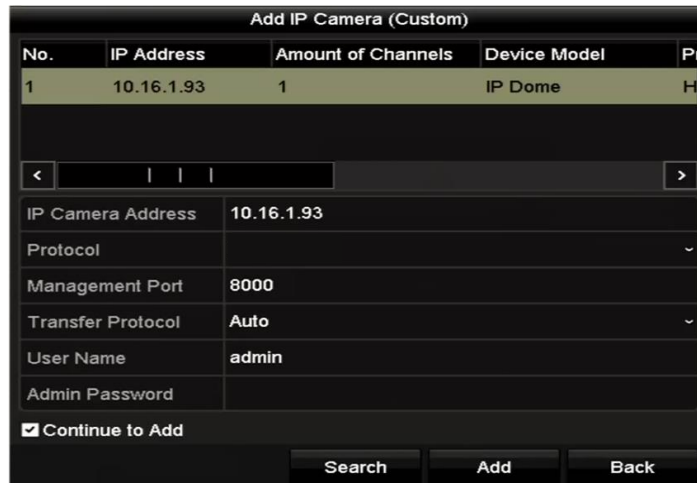 Add IP Camera (Custom)
No. IP Address Amount of Channels Device Model P
1 10.16.1.93 1 IP Dome H
IP Camera Address 10.16.1.93
Protocol
Management Port 8000
Transfer Protocol Auto
User Name admin
Admin Password
Continue to Add
Search Add Back